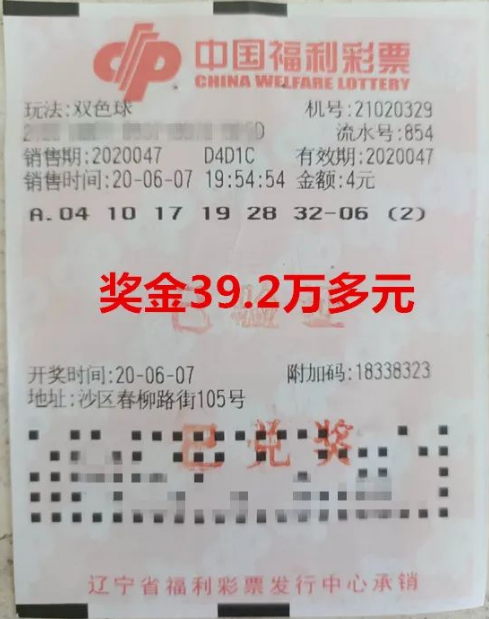 中国福利彩票
CHINA WELFARE LOTTERY
玩法:双色球 机号:21020329
流水号:854
销售期:2020047 D4D1C 有效期:2020047
销售时间:20-06-07 19:54:54 金额:4元
A.04 10 17 19 28 32-06 (2)
奖金39.2万多元
开奖时间:20-06-07 附加码:18338323
地址:沙区春柳路街105号
已兑奖
辽宁省福利彩票发行中心承销